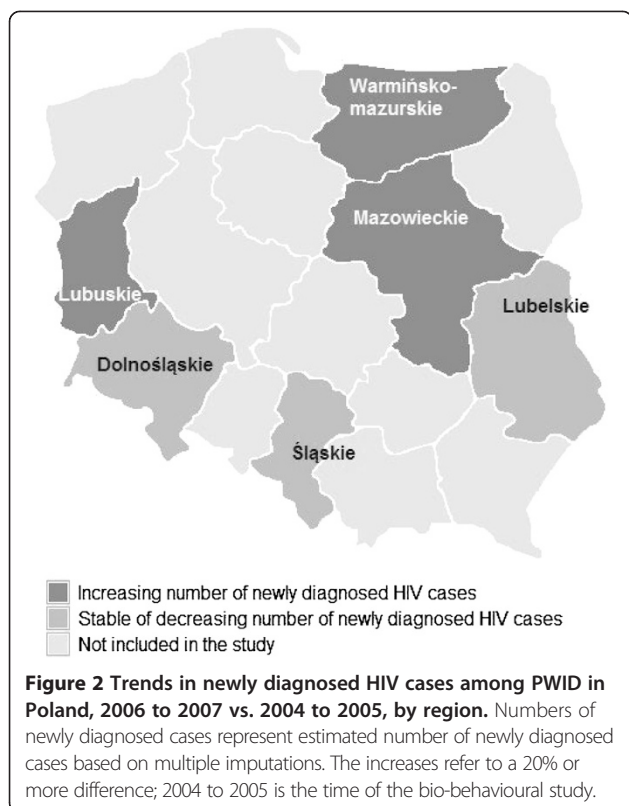 Warmińsko-
mazurskie
Mazowieckie
Lubuskie
Lubelskie
Dolnośląskie
Śląskie
Increasing number of newly diagnosed HIV cases
Stable of decreasing number of newly diagnosed HIV cases
Not included in the study
Figure 2 Trends in newly diagnosed HIV cases among PWID in
Poland, 2006 to 2007 vs. 2004 to 2005, by region. Numbers of
newly diagnosed cases represent estimated number of newly diagnosed
cases based on multiple imputations. The increases refer to a 20% or
more difference; 2004 to 2005 is the time of the bio-behavioural study.